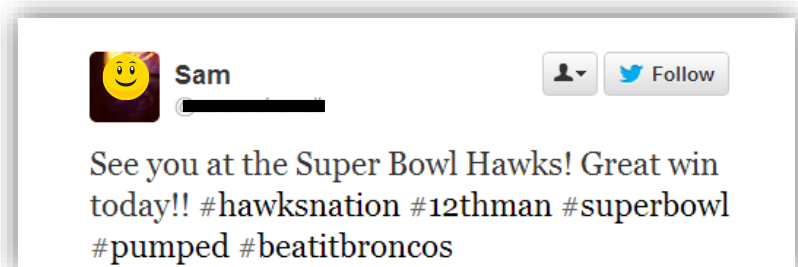 Sam
Follow
@
See you at the Super Bowl Hawks! Great win
today!! #hawksnation #12thman #superbowl
#pumped #beatitbroncos